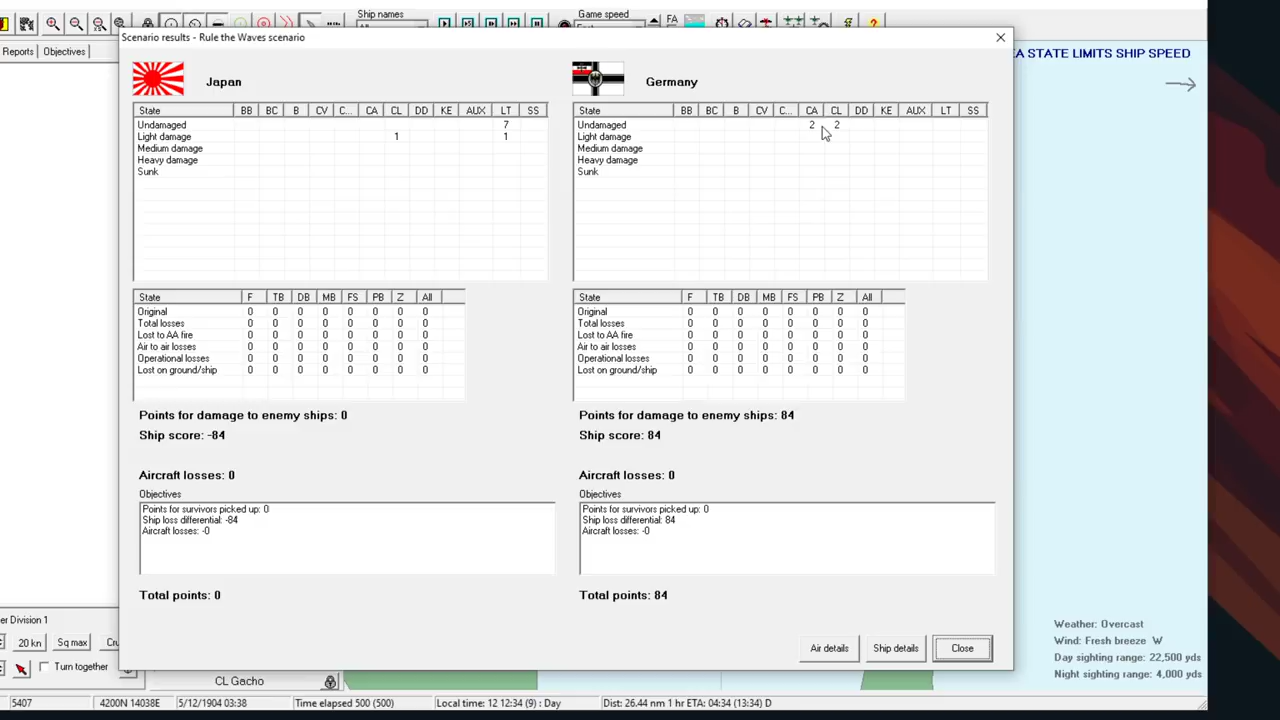 Ship names
Game speed
FA
Scenario results - Rule the Waves scenario
Reports Objectives
EA STATE LIMITS SHIP SPEED
Japan
Germany
State BB BC B CV C... CA CL DD KE AUX LT SS
Undamaged 7
Light damage 1 1
Medium damage
Heavy damage
Sunk
State BB BC B CV C... CA CL DD KE AUX LT SS
Undamaged 2 2
Light damage
Medium damage
Heavy damage
Sunk
State F TB DB MB FS PB Z All
Original 0 0 0 0 0 0 0 0
Total losses 0 0 0 0 0 0 0 0
Lost to AA fire 0 0 0 0 0 0 0 0
Air to air losses 0 0 0 0 0 0 0 0
Operational losses 0 0 0 0 0 0 0 0
Lost on ground/ship 0 0 0 0 0 0 0 0
State F TB DB MB FS PB Z All
Original 0 0 0 0 0 0 0 0
Total losses 0 0 0 0 0 0 0 0
Lost to AA fire 0 0 0 0 0 0 0 0
Air to air losses 0 0 0 0 0 0 0 0
Operational losses 0 0 0 0 0 0 0 0
Lost on ground/ship 0 0 0 0 0 0 0 0
Points for damage to enemy ships: 0
Ship score: -84
Aircraft losses: 0
Objectives
Points for survivors picked up: 0
Ship loss differential: -84
Aircraft losses: -0
Total points: 0
Points for damage to enemy ships: 84
Ship score: 84
Aircraft losses: 0
Objectives
Points for survivors picked up: 0
Ship loss differential: 84
Aircraft losses: -0
Total points: 84
Air details Ship details Close
er Division 1
20 kn Sq max Cru
Turn together
CL Gacho
Weather: Overcast
Wind: Fresh breeze W
Day sighting range: 22,500 yds
Night sighting range: 4,000 yds
5407 4200N 14038E 5/12/1904 03:38 Time elapsed 500 (500) Local time: 12 12:34 (9) : Day Dist: 26.44 nm 1 hr ETA: 04:34 (13:34) D